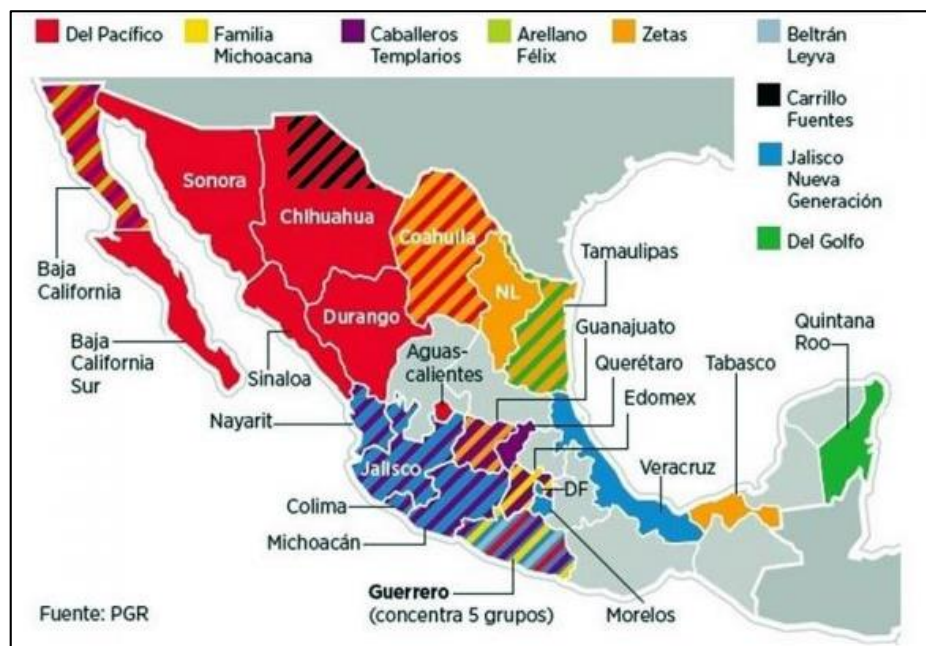 Del Pacífico
Familia
Michoacana
Caballeros
Templarios
Arellano
Félix
Zetas
Beltrán
Leyva
Carrillo
Fuentes
Jalisco
Nueva
Generación
Del Golfo
Sonora
Chihuahua
Coahuila
NL
Durango
Baja
California
Baja
California
Sur
Sinaloa
Nayarit
Aguas-
calientes
Tamaulipas
Guanajuato
Querétaro
Edomex
Tabasco
Quintana
Roo
Jalisco
DF
Veracruz
Colima
Michoacán
Guerrero
(concentra 5 grupos)
Morelos
Fuente: PGR